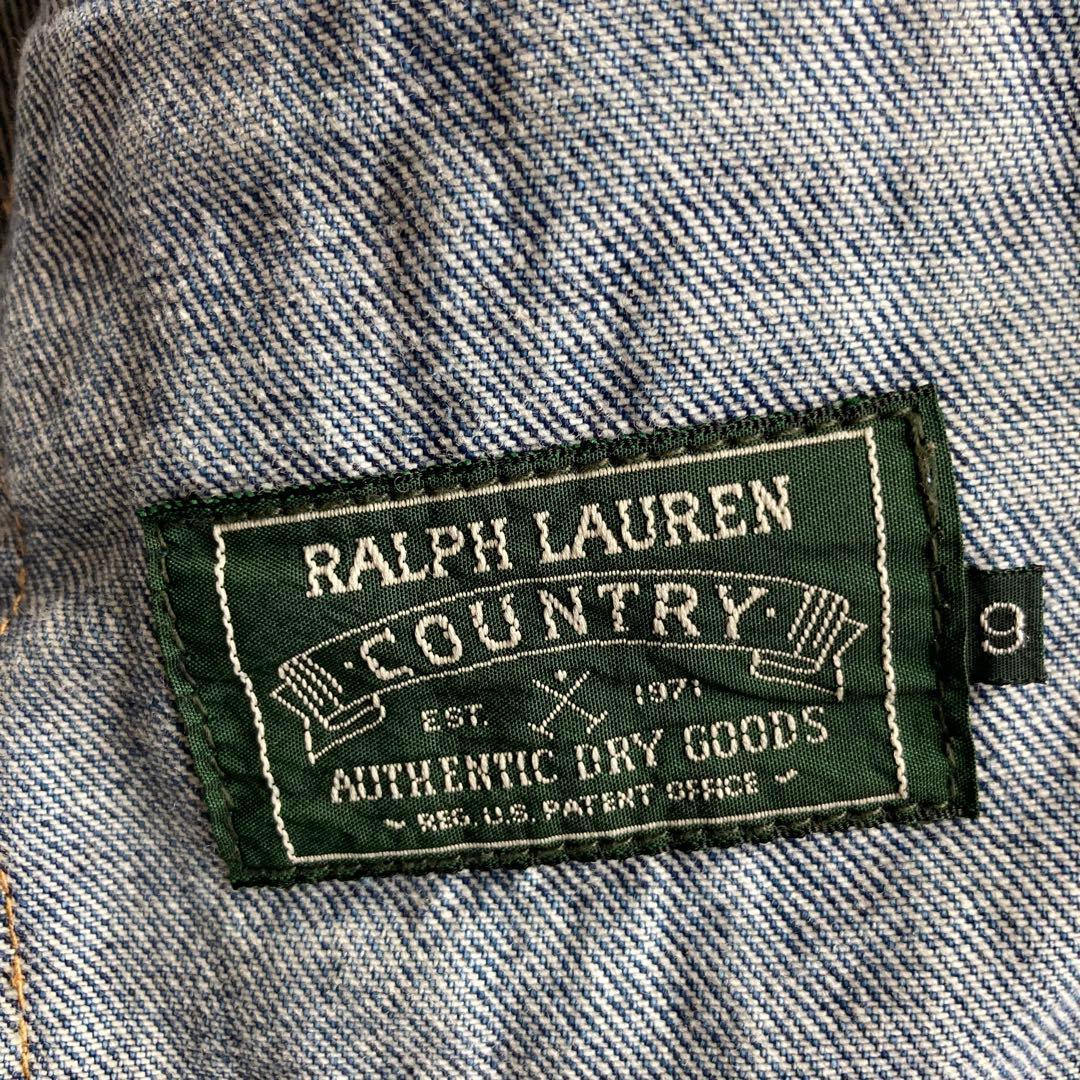 RALPH LAUREN
·COUNTRY·
EST. 1971
AUTHENTIC DRY GOODS
REG. U.S. PATENT OFFICE
9